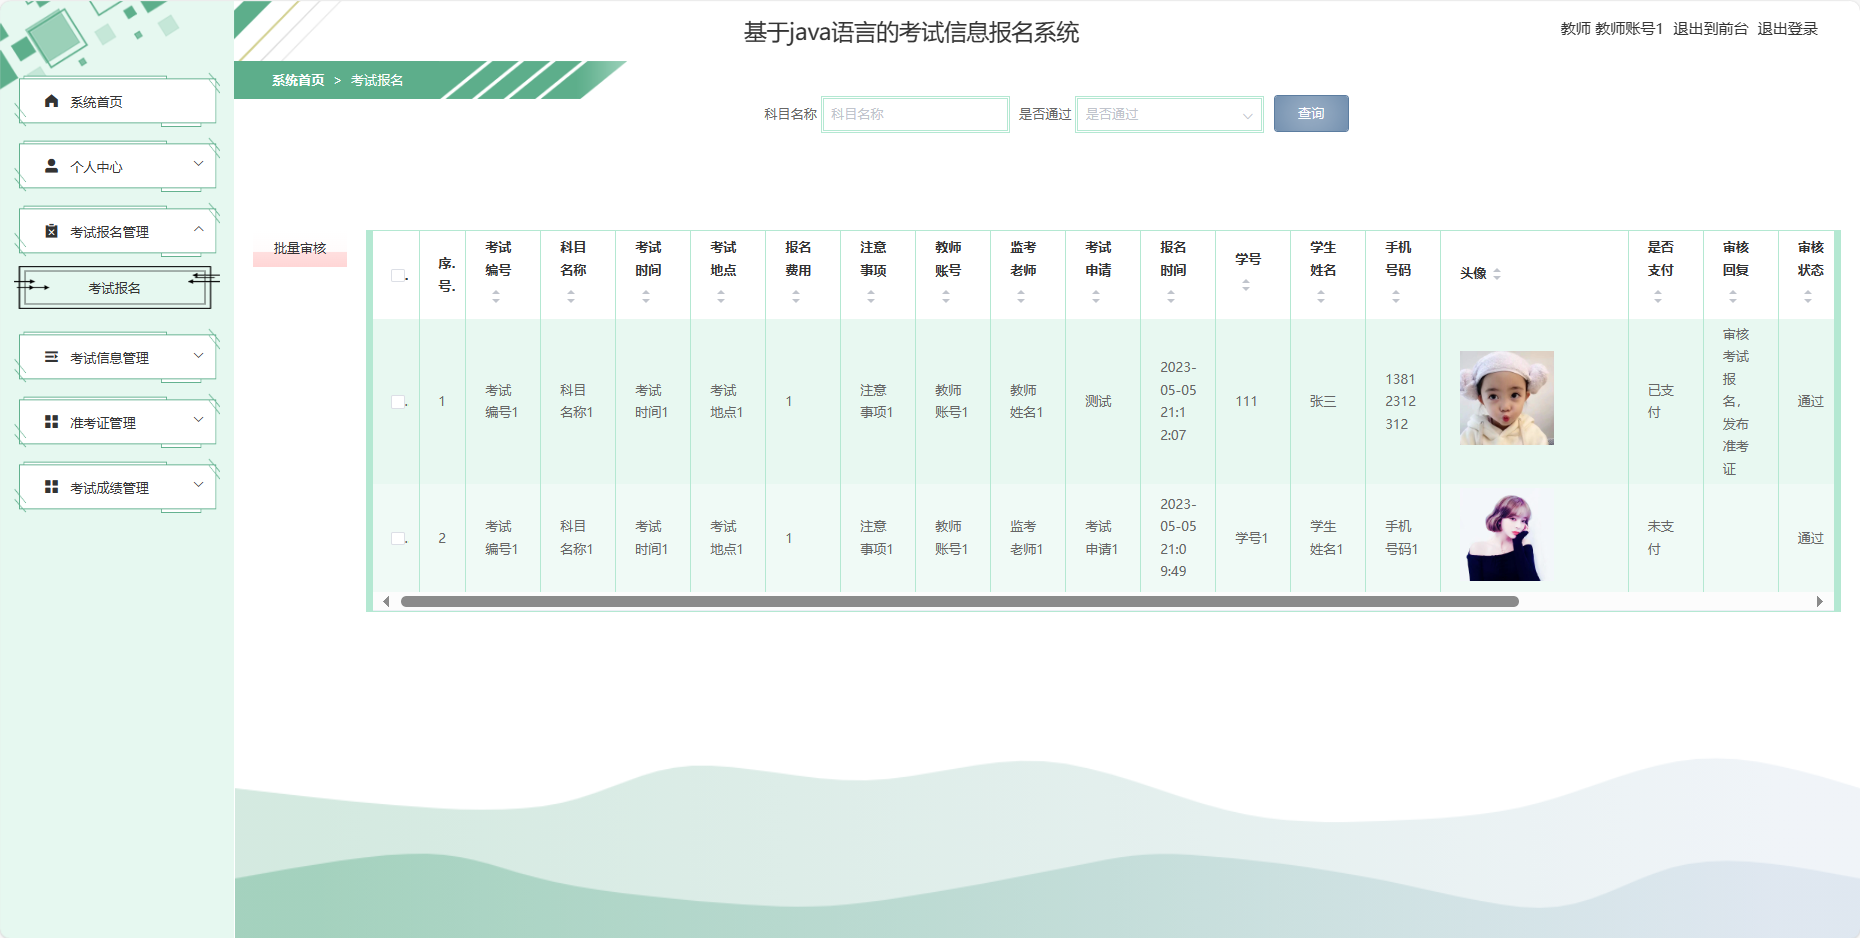 基于java语言的考试信息报名系统
教师 教师账号1 退出到前台 退出登录
系统首页 > 考试报名
系统首页
个人中心
考试报名管理
考试报名
考试信息管理
准考证管理
考试成绩管理
科目名称 科目名称 是否通过 是否通过 查询
批量审核
序. 号. 考试编号 科目名称 考试时间 考试地点 报名费用 注意事项 教师账号 监考老师 考试申请 报名时间 学号 学生姓名 手机号码 头像 是否支付 审核回复 审核状态
1 考试编号1 科目名称1 考试时间1 考试地点1 1 注意事项1 教师账号1 教师姓名1 测试 2023-05-05 21:12:07 111 张三 13812312312 已支付 审核考试报名，发布准考证 通过
2 考试编号1 科目名称1 考试时间1 考试地点1 1 注意事项1 教师账号1 监考老师1 考试申请1 2023-05-05 21:09:49 学号1 学生姓名1 手机号码1 未支付 通过